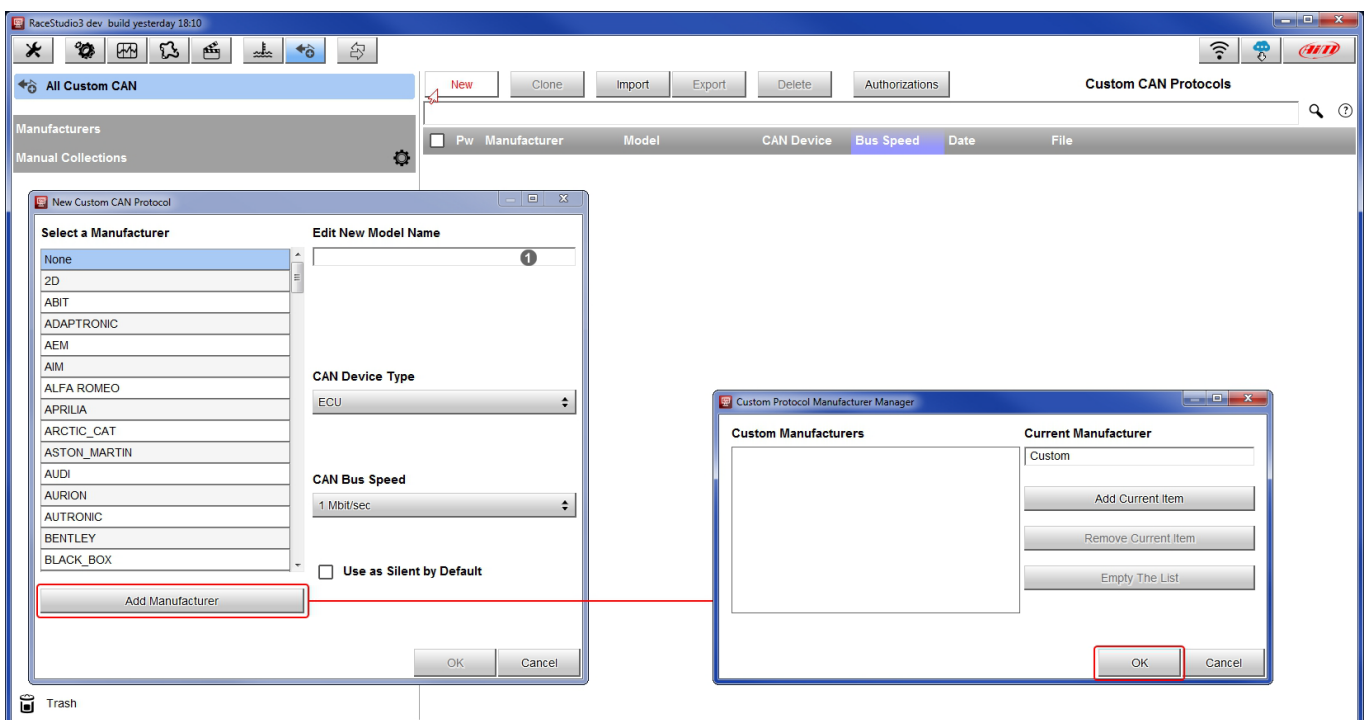 RaceStudio3 dev build yesterday 18:10
AiM
All Custom CAN
New
Clone
Import
Export
Delete
Authorizations
Custom CAN Protocols
?
Manufacturers
Manual Collections
Pw Manufacturer Model CAN Device Bus Speed Date File
New Custom CAN Protocol
Select a Manufacturer
None
2D
ABIT
ADAPTRONIC
AEM
AIM
ALFA ROMEO
APRILIA
ARCTIC_CAT
ASTON_MARTIN
AUDI
AURION
AUTRONIC
BENTLEY
BLACK_BOX
Add Manufacturer
Edit New Model Name
1
CAN Device Type
ECU
CAN Bus Speed
1 Mbit/sec
Use as Silent by Default
OK
Cancel
Custom Protocol Manufacturer Manager
Custom Manufacturers
Current Manufacturer
Custom
Add Current Item
Remove Current Item
Empty The List
OK
Cancel
Trash